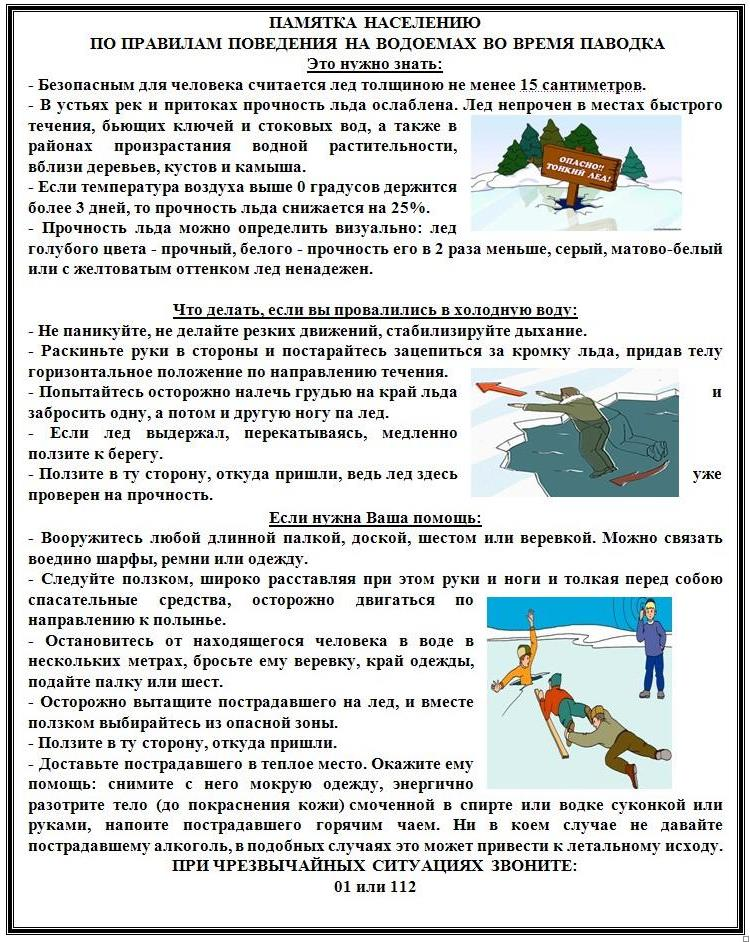 ПАМЯТКА НАСЕЛЕНИЮ
ПО ПРАВИЛАМ ПОВЕДЕНИЯ НА ВОДОЕМАХ ВО ВРЕМЯ ПАВОДКА
Это нужно знать:
- Безопасным для человека считается лед толщиною не менее 15 сантиметров.
- В устьях рек и притоках прочность льда ослаблена. Лед непрочен в местах быстрого
течения, бьющих ключей и стоковых вод, а также в
районах произрастания водной растительности,
вблизи деревьев, кустов и камыша.
- Если температура воздуха выше 0 градусов держится
более 3 дней, то прочность льда снижается на 25%.
- Прочность льда можно определить визуально: лед
голубого цвета - прочный, белого - прочность его в 2 раза меньше, серый, матово-белый
или с желтоватым оттенком лед ненадежен.
ОПАСНО!!
ТОНКИЙ ЛЕД!
Что делать, если вы провалились в холодную воду:
- Не паникуйте, не делайте резких движений, стабилизируйте дыхание.
- Раскиньте руки в стороны и постарайтесь зацепиться за кромку льда, придав телу
горизонтальное положение по направлению течения.
- Попытайтесь осторожно налечь грудью на край льда и
забросить одну, а потом и другую ногу па лед.
- Если лед выдержал, перекатываясь, медленно
ползите к берегу.
- Ползите в ту сторону, откуда пришли, ведь лед здесь уже
проверен на прочность.
Если нужна Ваша помощь:
- Вооружитесь любой длинной палкой, доской, шестом или веревкой. Можно связать
воедино шарфы, ремни или одежду.
- Следуйте ползком, широко расставляя при этом руки и ноги и толкая перед собою
спасательные средства, осторожно двигаться по
направлению к полынье.
- Остановитесь от находящегося человека в воде в
нескольких метрах, бросьте ему веревку, край одежды,
подайте палку или шест.
- Осторожно вытащите пострадавшего на лед, и вместе
ползком выбирайтесь из опасной зоны.
- Ползите в ту сторону, откуда пришли.
- Доставьте пострадавшего в теплое место. Окажите ему
помощь: снимите с него мокрую одежду, энергично
разотрите тело (до покраснения кожи) смоченной в спирте или водке суконкой или
руками, напоите пострадавшего горячим чаем. Ни в коем случае не давайте
пострадавшему алкоголь, в подобных случаях это может привести к летальному исходу.
ПРИ ЧРЕЗВЫЧАЙНЫХ СИТУАЦИЯХ ЗВОНИТЕ:
01 или 112